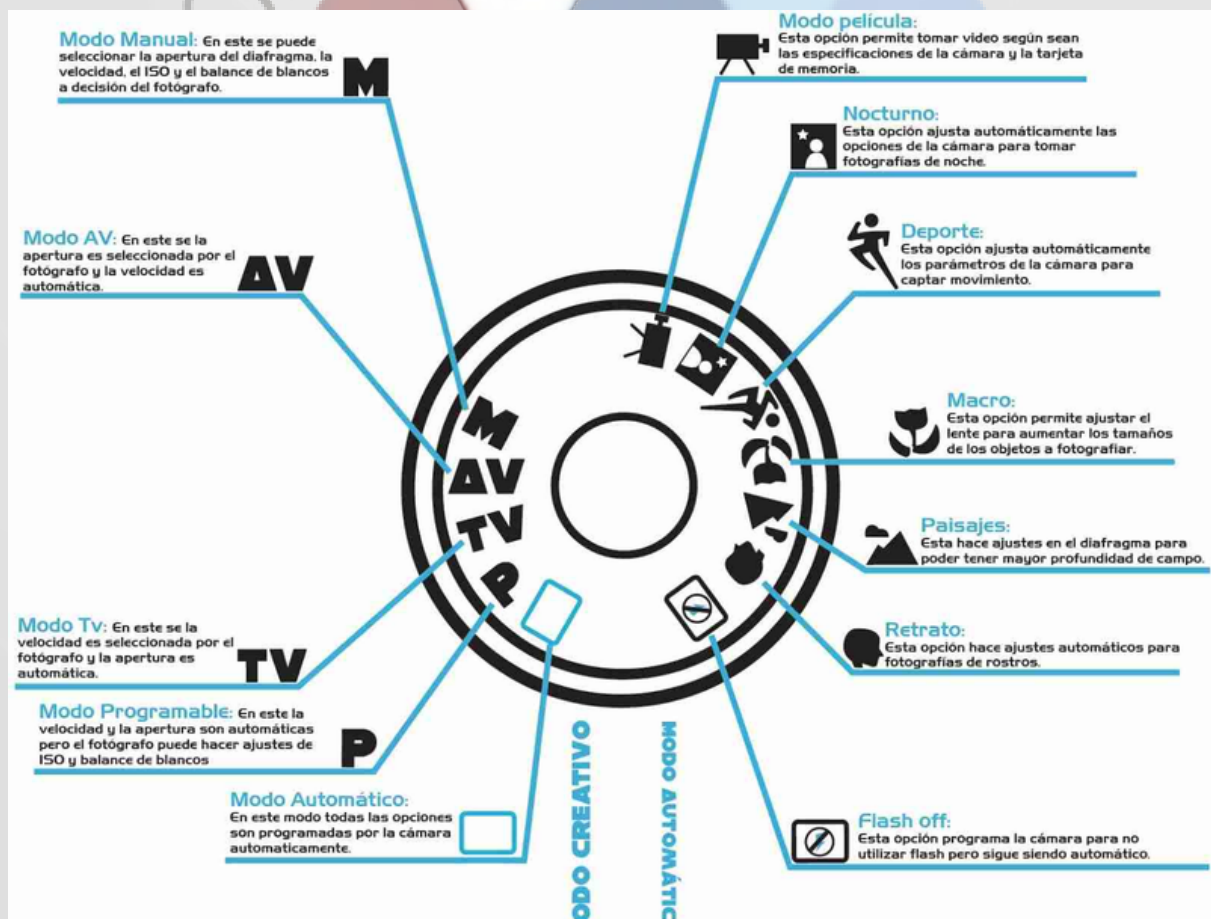 Modo Manual: En este se puede
seleccionar la apertura del diafragma, la
velocidad, el ISO y el balance de blancos
a decisión del fotógrafo.
M
Modo película:
Esta opción permite tomar video según sean
las especificaciones de la cámara y la tarjeta
de memoria.
Nocturno:
Esta opción ajusta automáticamente las
opciones de la cámara para tomar
fotografías de noche.
Modo AV: En este se la
apertura es seleccionada por el
fotógrafo y la velocidad es
automática.
AV
Deporte:
Esta opción ajusta automáticamente
los parámetros de la cámara para
captar movimiento.
M
AV
TV
P
Macro:
Esta opción permite ajustar el
lente para aumentar los tamaños
de los objetos a fotografiar.
Paisajes:
Esta hace ajustes en el diafragma para
poder tener mayor profundidad de campo.
Modo Tv: En este se la
velocidad es seleccionada por el
fotógrafo y la apertura es
automática.
TV
Retrato:
Esta opción hace ajustes automáticos para
fotografías de rostros.
Modo Programable: En este la
velocidad y la apertura son automáticas
pero el fotógrafo puede hacer ajustes de
ISO y balance de blancos
P
Modo Automático:
En este modo todas las opciones
son programadas por la cámara
automaticamente.
ODO CREATIVO
MODO AUTOMÁTIC
Flash off:
Esta opción programa la cámara para no
utilizar flash pero sigue siendo automático.